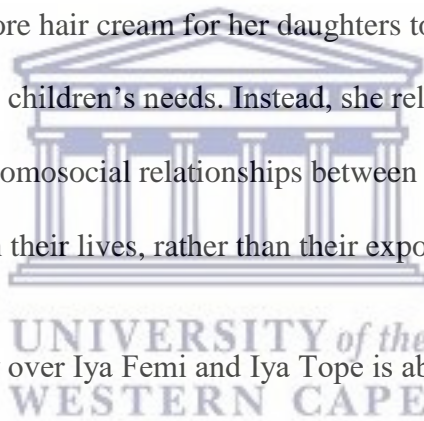 ore hair cream for her daughters to
children’s needs. Instead, she rel
omosocial relationships between
their lives, rather than their expo
UNIVERSITY of the
over Iya Femi and Iya Tope is ab
WESTERN CAPE